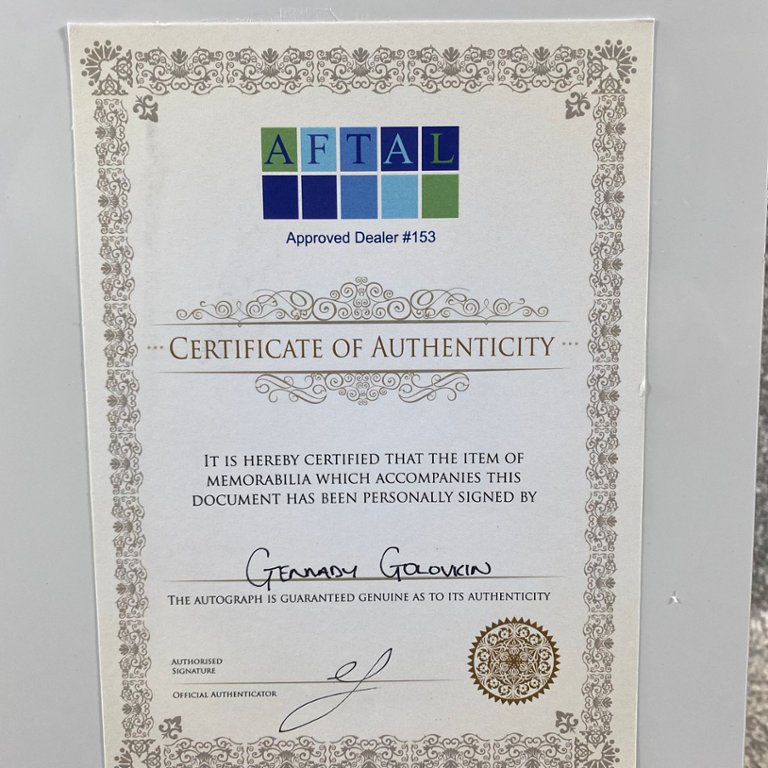 AFTAL
Approved Dealer #153
CERTIFICATE OF AUTHENTICITY
IT IS HEREBY CERTIFIED THAT THE ITEM OF
MEMORABILIA WHICH ACCOMPANIES THIS
DOCUMENT HAS BEEN PERSONALLY SIGNED BY
GENNADY GOLOVKIN
THE AUTOGRAPH IS GUARANTEED GENUINE AS TO ITS AUTHENTICITY
AUTHORISED
SIGNATURE
OFFICIAL AUTHENTICATOR